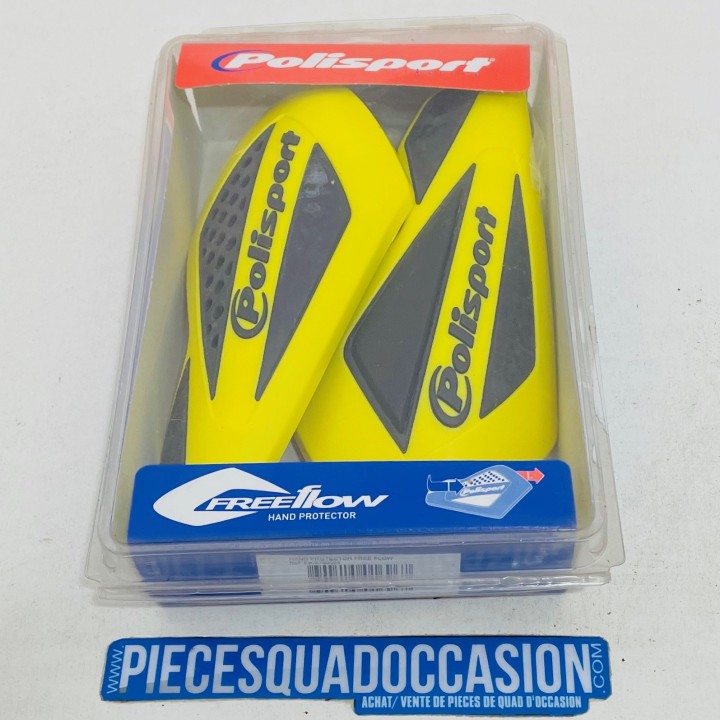 Polisport
Polisport
Polisport
FREEflow
HAND PROTECTOR
Polisport
WWW.
PIECESQUADOCCASION
.COM
ACHAT/ VENTE DE PIECES DE QUAD D'OCCASION